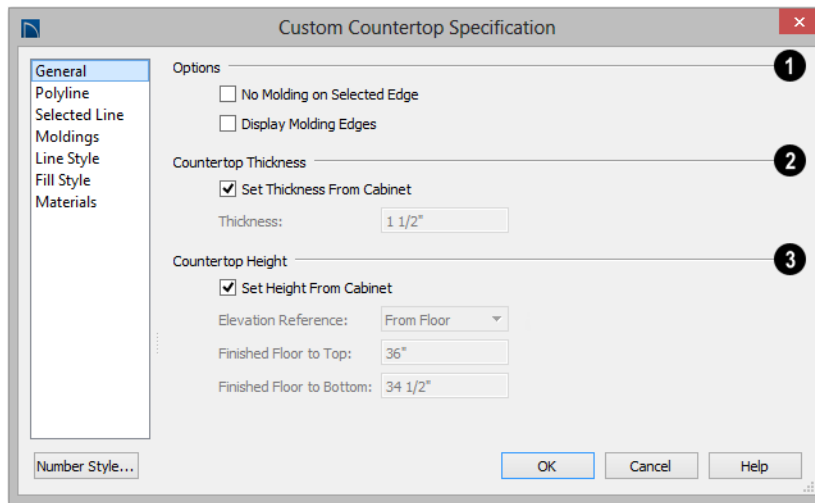 Custom Countertop Specification
General
Polyline
Selected Line
Moldings
Line Style
Fill Style
Materials
Options
1
No Molding on Selected Edge
Display Molding Edges
Countertop Thickness
2
Set Thickness From Cabinet
Thickness: 1 1/2"
Countertop Height
3
Set Height From Cabinet
Elevation Reference: From Floor
Finished Floor to Top: 36"
Finished Floor to Bottom: 34 1/2"
Number Style... OK Cancel Help